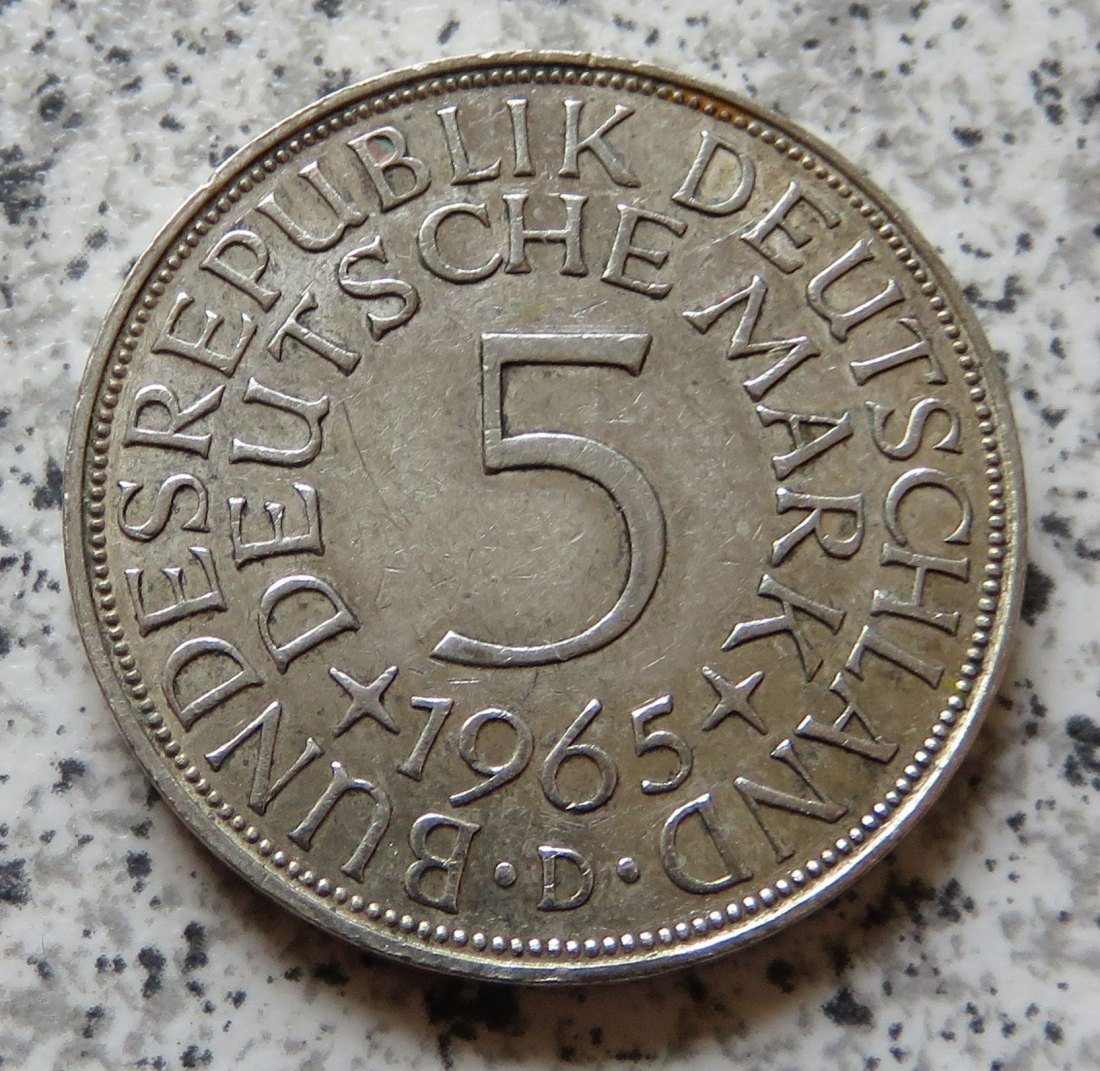 BUNDESREPUBLIK DEUTSCHLAND
DEUTSCHE MARK
5
1965
D